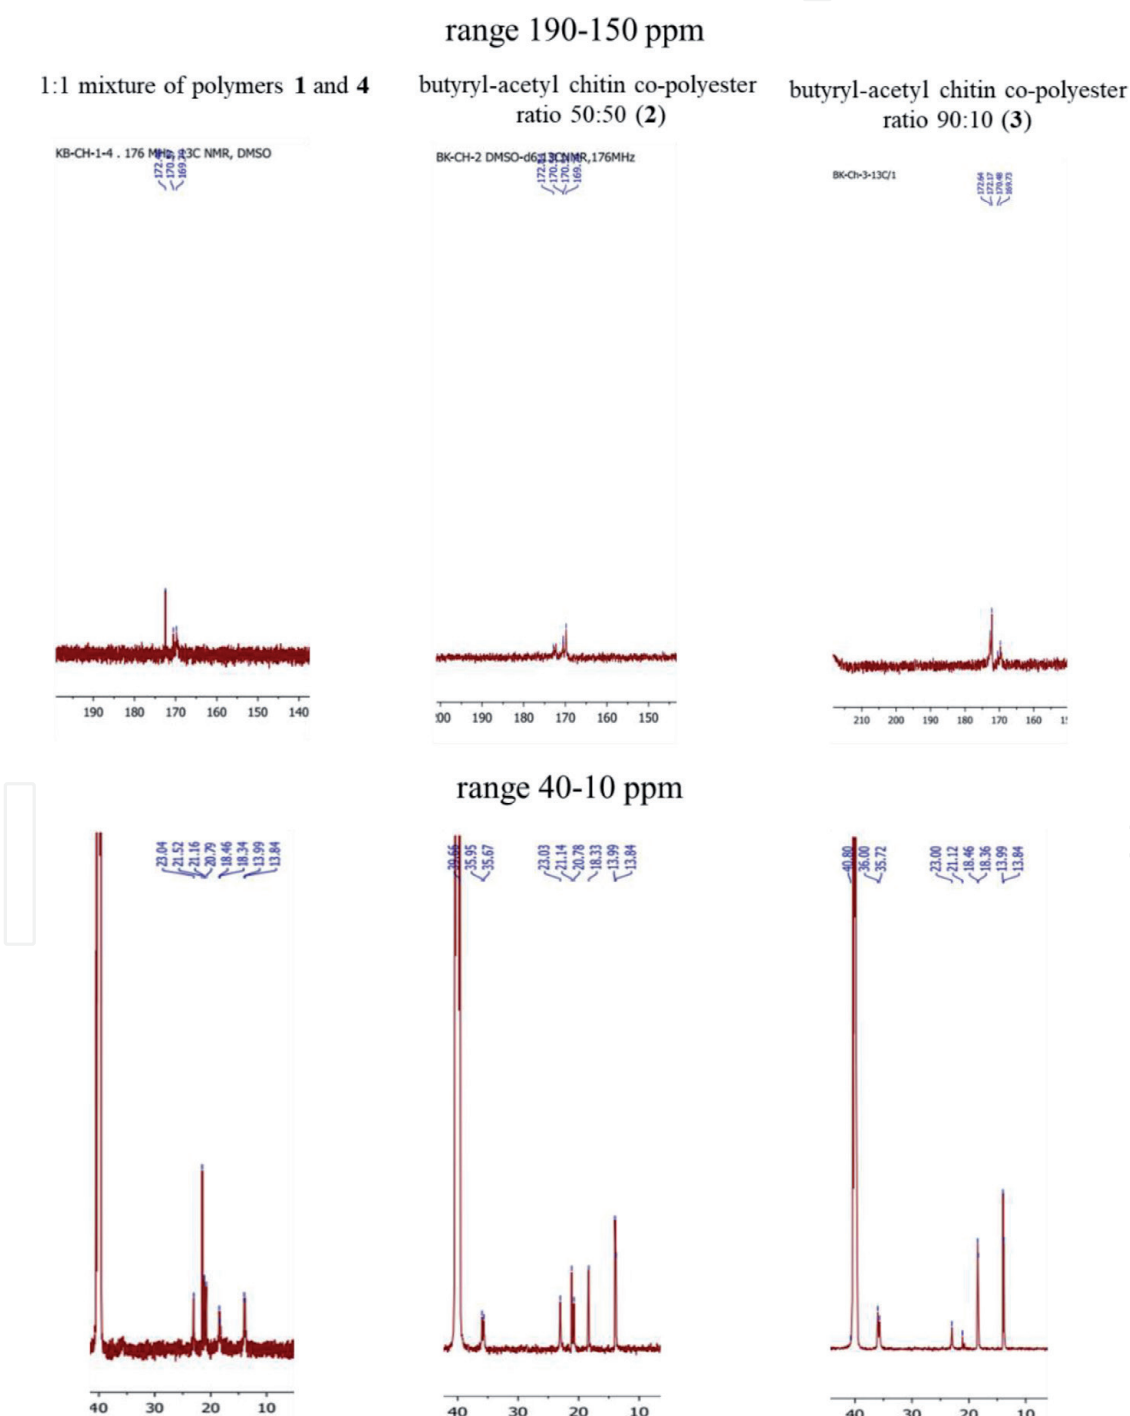 range 190-150 ppm
1:1 mixture of polymers 1 and 4
butyryl-acetyl chitin co-polyester
ratio 50:50 (2)
butyryl-acetyl chitin co-polyester
ratio 90:10 (3)
KB-CH-1-4 . 176 MHz 13C NMR, DMSO
170.57
BK-CH-2 DMSO-d6,13CNMR,176MHz
BK-Ch-3-13C/1
172.64
172.17
170.48
169.73
190 180 170 160 150 140
190 180 170 160 150
210 200 190 180 170 160
range 40-10 ppm
23.04
21.52
21.16
20.79
18.46
18.34
13.99
13.84
39.66
35.95
35.67
23.03
21.14
20.78
18.33
13.99
13.84
40.80
36.00
35.72
23.00
21.12
18.46
18.36
13.99
13.84
40 30 20 10
40 30 20 10
40 30 20 10